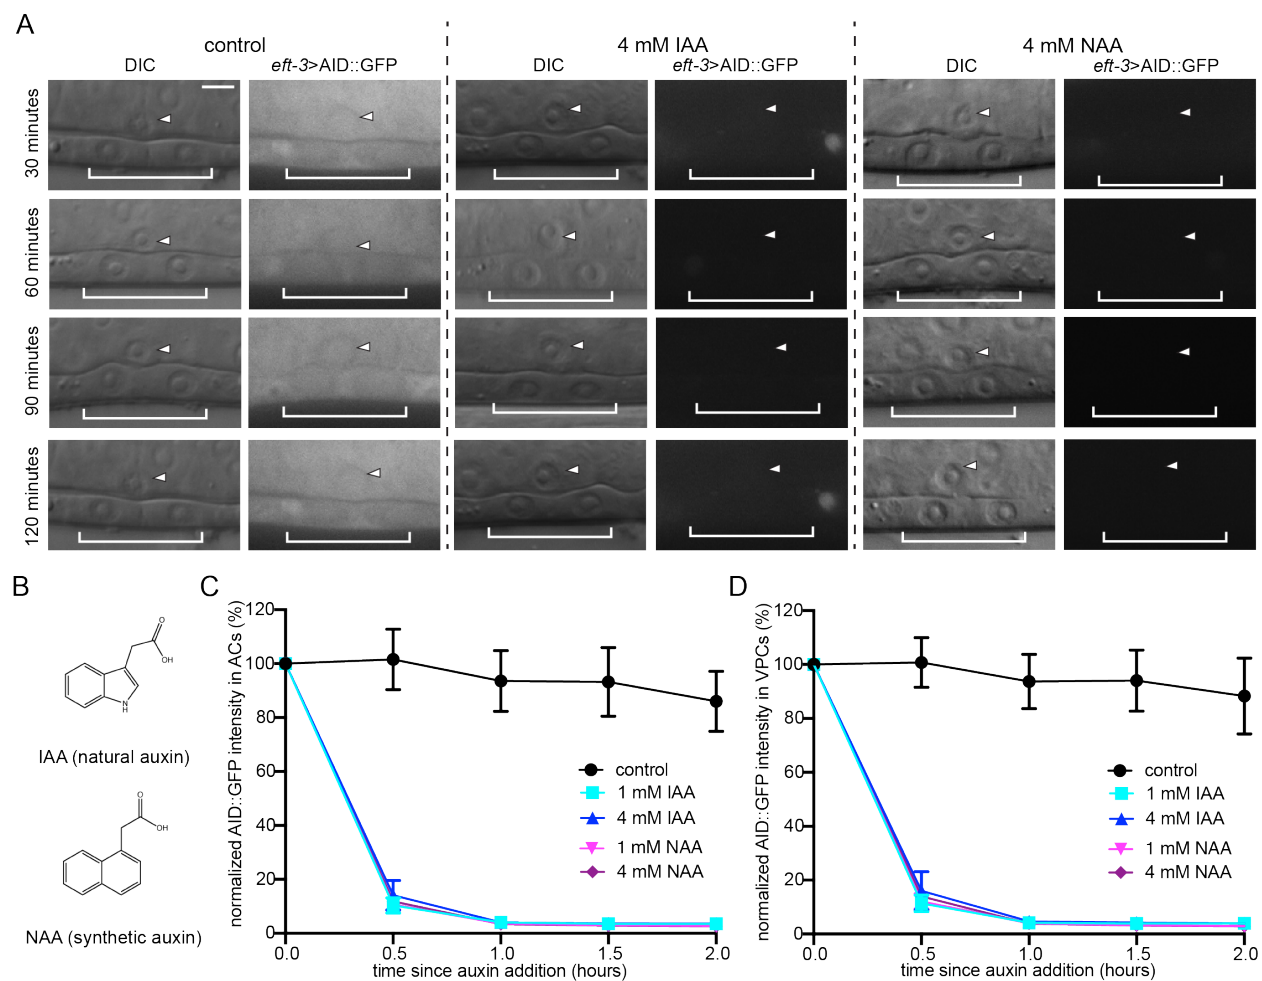 A
control
4 mM IAA
4 mM NAA
DIC
eft-3>AID::GFP
DIC
eft-3>AID::GFP
DIC
eft-3>AID::GFP
30 minutes
60 minutes
90 minutes
120 minutes
B
O
OH
N
H
IAA (natural auxin)
O
OH
NAA (synthetic auxin)
C
normalized AID::GFP intensity in ACs (%)
120
100
80
60
40
20
0
control
1 mM IAA
4 mM IAA
1 mM NAA
4 mM NAA
0.0 0.5 1.0 1.5 2.0
time since auxin addition (hours)
D
normalized AID::GFP intensity in VPCs (%)
120
100
80
60
40
20
0
control
1 mM IAA
4 mM IAA
1 mM NAA
4 mM NAA
0.0 0.5 1.0 1.5 2.0
time since auxin addition (hours)